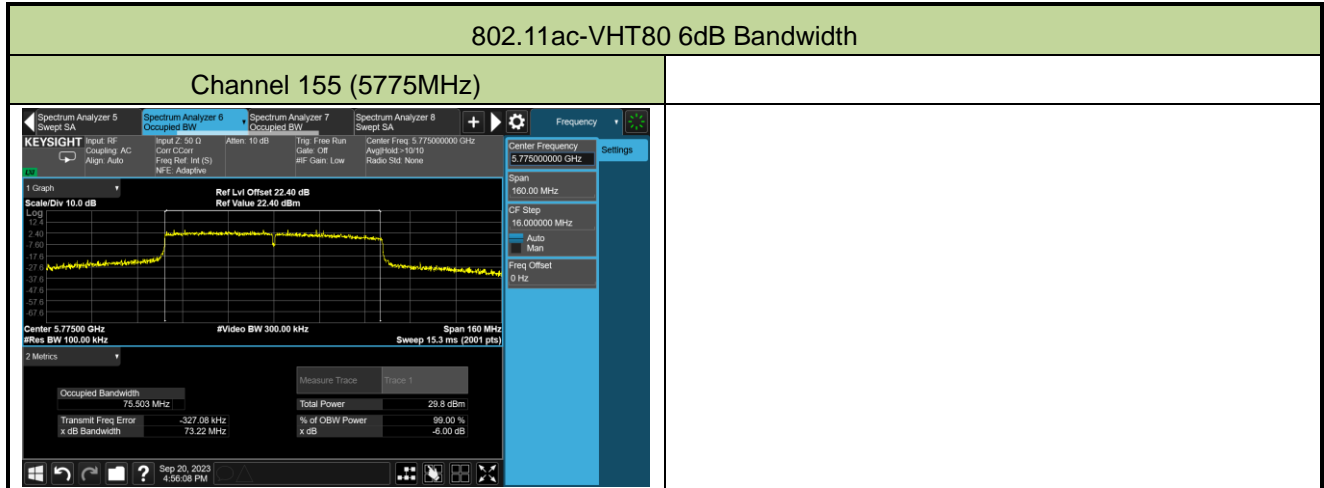 802.11ac-VHT80 6dB Bandwidth
Channel 155 (5775MHz)
Spectrum Analyzer 5
Swept SA
Spectrum Analyzer 6
Occupied BW
Spectrum Analyzer 7
Occupied BW
Spectrum Analyzer 8
Swept SA
+
Frequency
KEYSIGHT
Input: RF
Coupling: AC
Align: Auto
Input Z: 50 Ω
Corr CCorr
Freq Ref: Int (S)
NFE: Adaptive
Atten: 10 dB
Trig: Free Run
Gate: Off
#IF Gain: Low
Center Freq: 5.775000000 GHz
Avg|Hold:>10/10
Radio Std: None
1 Graph
Scale/Div 10.0 dB
Ref Lvl Offset 22.40 dB
Ref Value 22.40 dBm
Log
12.4
2.40
-7.60
-17.6
-27.6
-37.6
-47.6
-57.6
-67.6
Center 5.77500 GHz
#Res BW 100.00 kHz
#Video BW 300.00 kHz
Span 160 MHz
Sweep 15.3 ms (2001 pts)
2 Metrics
Measure Trace
Trace 1
Occupied Bandwidth
75.503 MHz
Total Power 29.8 dBm
Transmit Freq Error -327.08 kHz
% of OBW Power 99.00 %
x dB Bandwidth 73.22 MHz
x dB -6.00 dB
Center Frequency
5.775000000 GHz
Settings
Span
160.00 MHz
CF Step
16.000000 MHz
Auto
Man
Freq Offset
0 Hz
?
Sep 20, 2023
4:56:08 PM